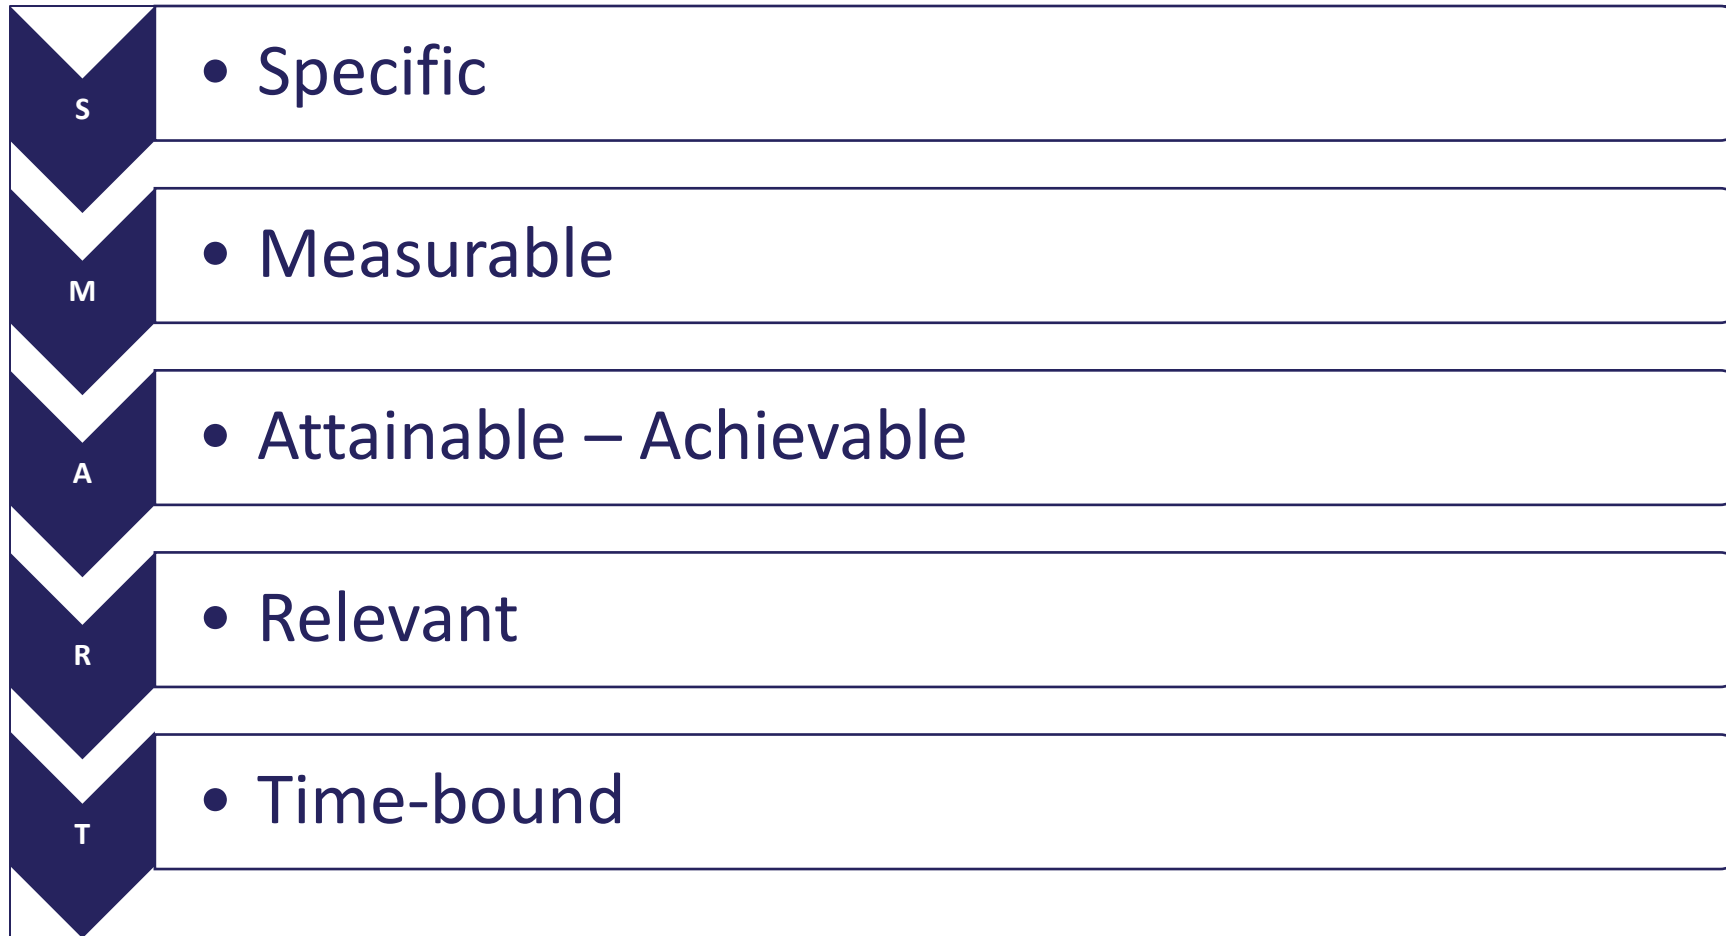 S
• Specific
M
• Measurable
A
• Attainable – Achievable
R
• Relevant
T
• Time-bound